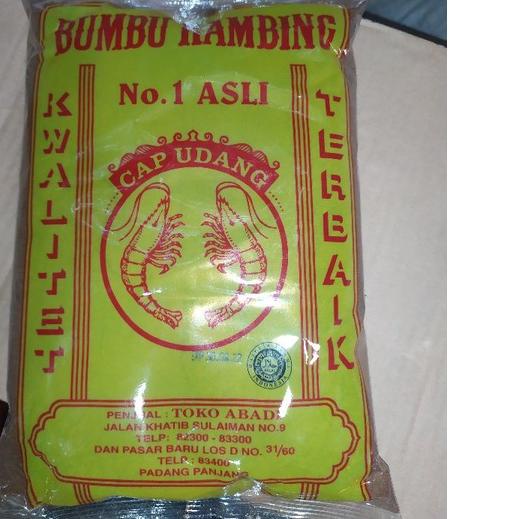 BUMBU KAMBING
No.1 ASLI
KWALITET
TERBAIK
CAP UDANG
INDONESIA
PENJUAL : TOKO ABADI
JALAN KHATIB SULAIMAN NO.9
TELP: 82300 - 83300
DAN PASAR BARU LOS D NO. 31/60
TELP: 83400
PADANG PANJANG